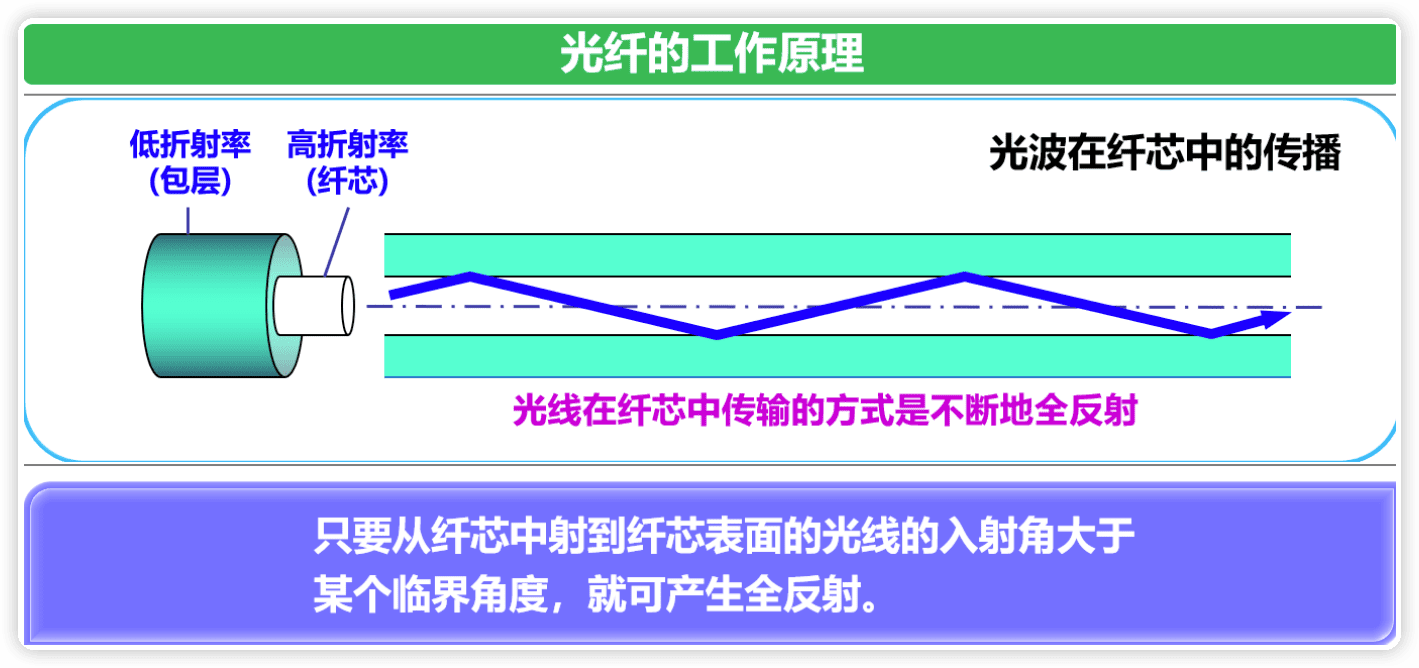 光纤的工作原理
低折射率
(包层)
高折射率
(纤芯)
光波在纤芯中的传播
光线在纤芯中传输的方式是不断地全反射
只要从纤芯中射到纤芯表面的光线的入射角大于
某个临界角度，就可产生全反射。